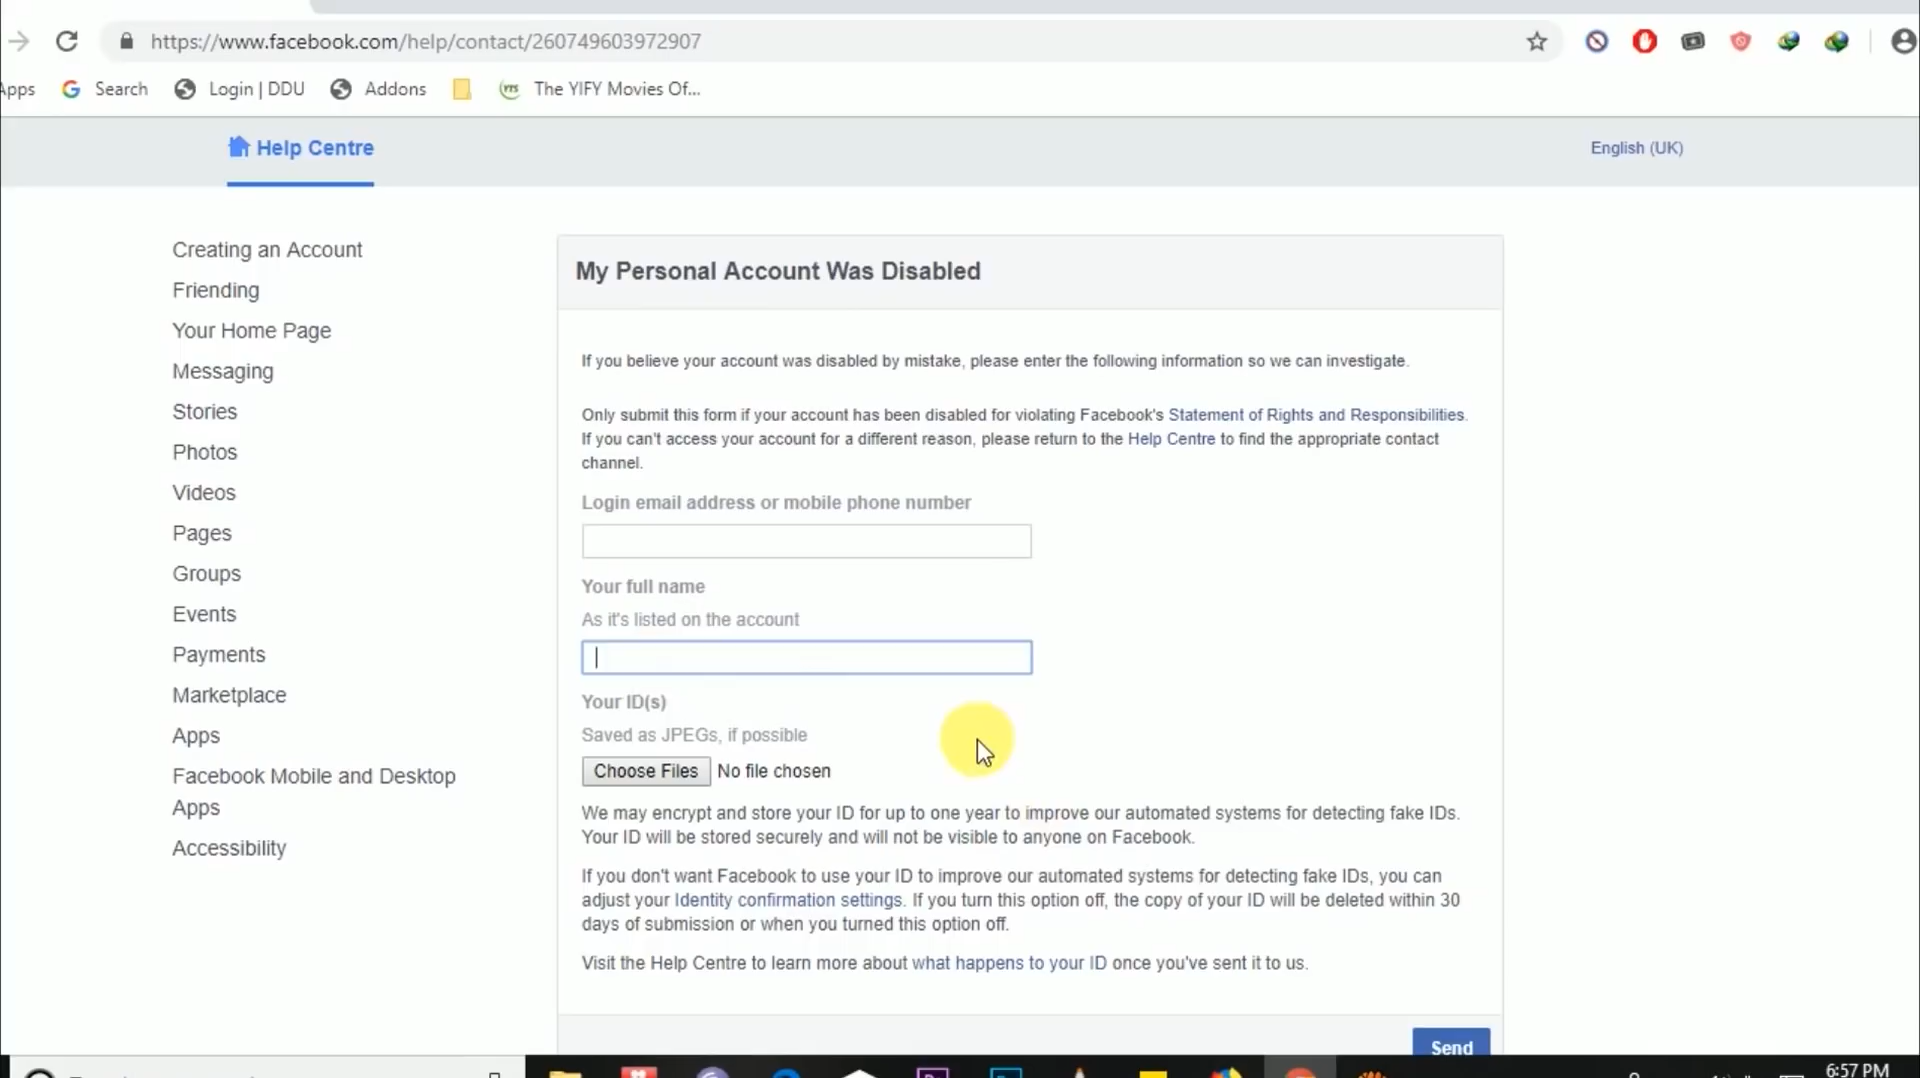 https://www.facebook.com/help/contact/260749603972907
Apps Search Login | DDU Addons YTS The YIFY Movies Of...
Help Centre English (UK)
Creating an Account
Friending
Your Home Page
Messaging
Stories
Photos
Videos
Pages
Groups
Events
Payments
Marketplace
Apps
Facebook Mobile and Desktop
Apps
Accessibility
My Personal Account Was Disabled
If you believe your account was disabled by mistake, please enter the following information so we can investigate.
Only submit this form if your account has been disabled for violating Facebook's Statement of Rights and Responsibilities.
If you can't access your account for a different reason, please return to the Help Centre to find the appropriate contact
channel.
Login email address or mobile phone number
Your full name
As it's listed on the account
Your ID(s)
Saved as JPEGs, if possible
Choose Files No file chosen
We may encrypt and store your ID for up to one year to improve our automated systems for detecting fake IDs.
Your ID will be stored securely and will not be visible to anyone on Facebook.
If you don't want Facebook to use your ID to improve our automated systems for detecting fake IDs, you can
adjust your Identity confirmation settings. If you turn this option off, the copy of your ID will be deleted within 30
days of submission or when you turned this option off.
Visit the Help Centre to learn more about what happens to your ID once you've sent it to us.
Send
6:57 PM